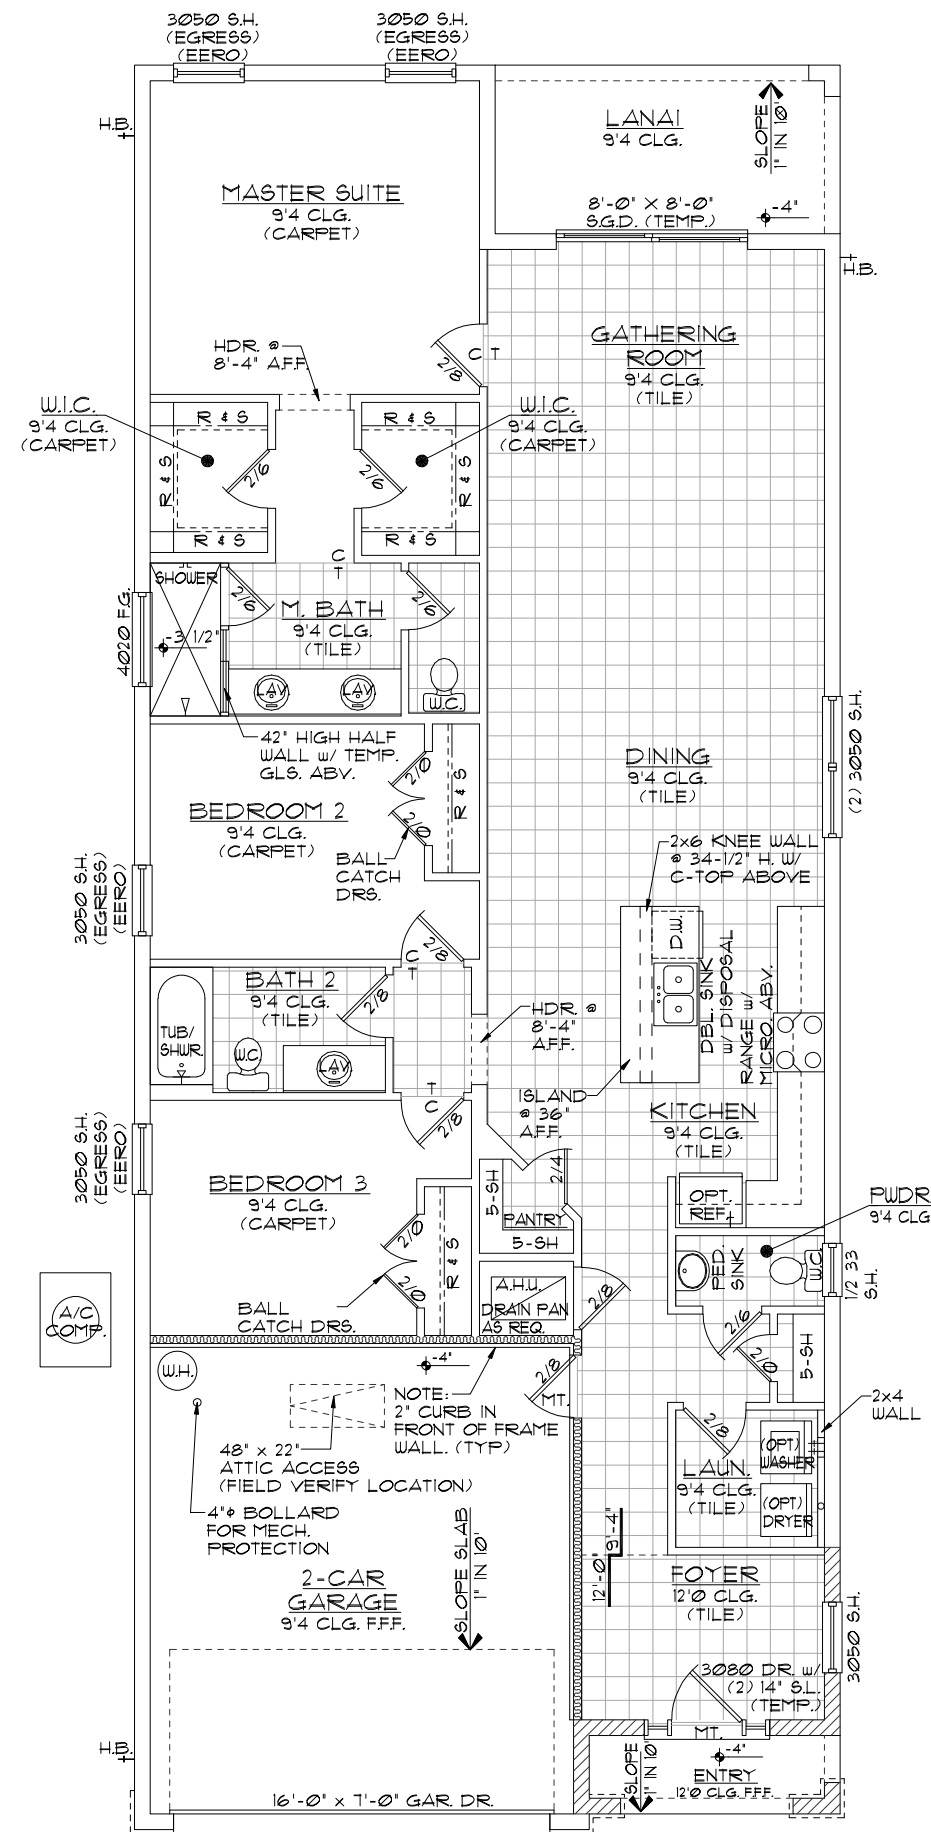 3050 S.H.
(EGRESS)
(EERO)
3050 S.H.
(EGRESS)
(EERO)
H.B.
LANAI
9'4 CLG.
SLOPE
1" IN 10'
MASTER SUITE
9'4 CLG.
(CARPET)
8'-0" X 8'-0"
S.G.D. (TEMP.)
-4"
H.B.
GATHERING
ROOM
9'4 CLG.
(TILE)
HDR. @
8'-4" A.F.F.
C T
2/8
W.I.C.
9'4 CLG.
(CARPET)
R & S
R & S
R & S
2/6
W.I.C.
9'4 CLG.
(CARPET)
R & S
R & S
R & S
2/6
C
T
SHOWER
4020 F.G.
-3 1/2"
2/6
M. BATH
9'4 CLG.
(TILE)
2/6
LAV.
LAV.
W.C.
42" HIGH HALF
WALL w/ TEMP.
GLS. ABV.
DINING
9'4 CLG.
(TILE)
(2) 3050 S.H.
BEDROOM 2
9'4 CLG.
(CARPET)
2/0
2/0
R & S
BALL
CATCH
DRS.
3050 S.H.
(EGRESS)
(EERO)
2x6 KNEE WALL
@ 34-1/2" H. W/
C-TOP ABOVE
2/8
C
T
D.W.
DBL. SINK
w/ DISPOSAL
RANGE w/
MICRO. ABV.
BATH 2
9'4 CLG.
(TILE)
2/8
TUB/
SHWR.
W.C.
LAV.
HDR. @
8'-4"
A.F.F.
ISLAND
@ 36"
A.F.F.
KITCHEN
9'4 CLG.
(TILE)
T
C
2/8
3050 S.H.
(EGRESS)
(EERO)
BEDROOM 3
9'4 CLG.
(CARPET)
2/0
2/0
R & S
BALL
CATCH DRS.
2/4
5-SH
PANTRY
5-SH
OPT.
REF.
PWDR
9'4 CLG
PED
SINK
W.C.
1/2 33
S.H.
A.H.U.
DRAIN PAN
AS REQ.
2/8
2/6
2/0
5-SH
A/C
COMP.
W.H.
-4"
2/8
MT.
NOTE:
2" CURB IN
FRONT OF FRAME
WALL. (TYP)
2x4
WALL
48" x 22"
ATTIC ACCESS
(FIELD VERIFY LOCATION)
4"φ BOLLARD
FOR MECH.
PROTECTION
2/8
LAUN.
9'4 CLG.
(TILE)
(OPT)
WASHER
(OPT)
DRYER
SLOPE SLAB
1" IN 10'
12'-0"
9'-4"
2-CAR
GARAGE
9'4 CLG. F.F.F.
FOYER
12'0 CLG.
(TILE)
3050 S.H.
3080 DR. w/
(2) 14" S.L.
(TEMP.)
MT.
H.B.
-4"
SLOPE
1" IN 10'
ENTRY
12'0 CLG. F.F.F.
16'-0" x 7'-0" GAR. DR.